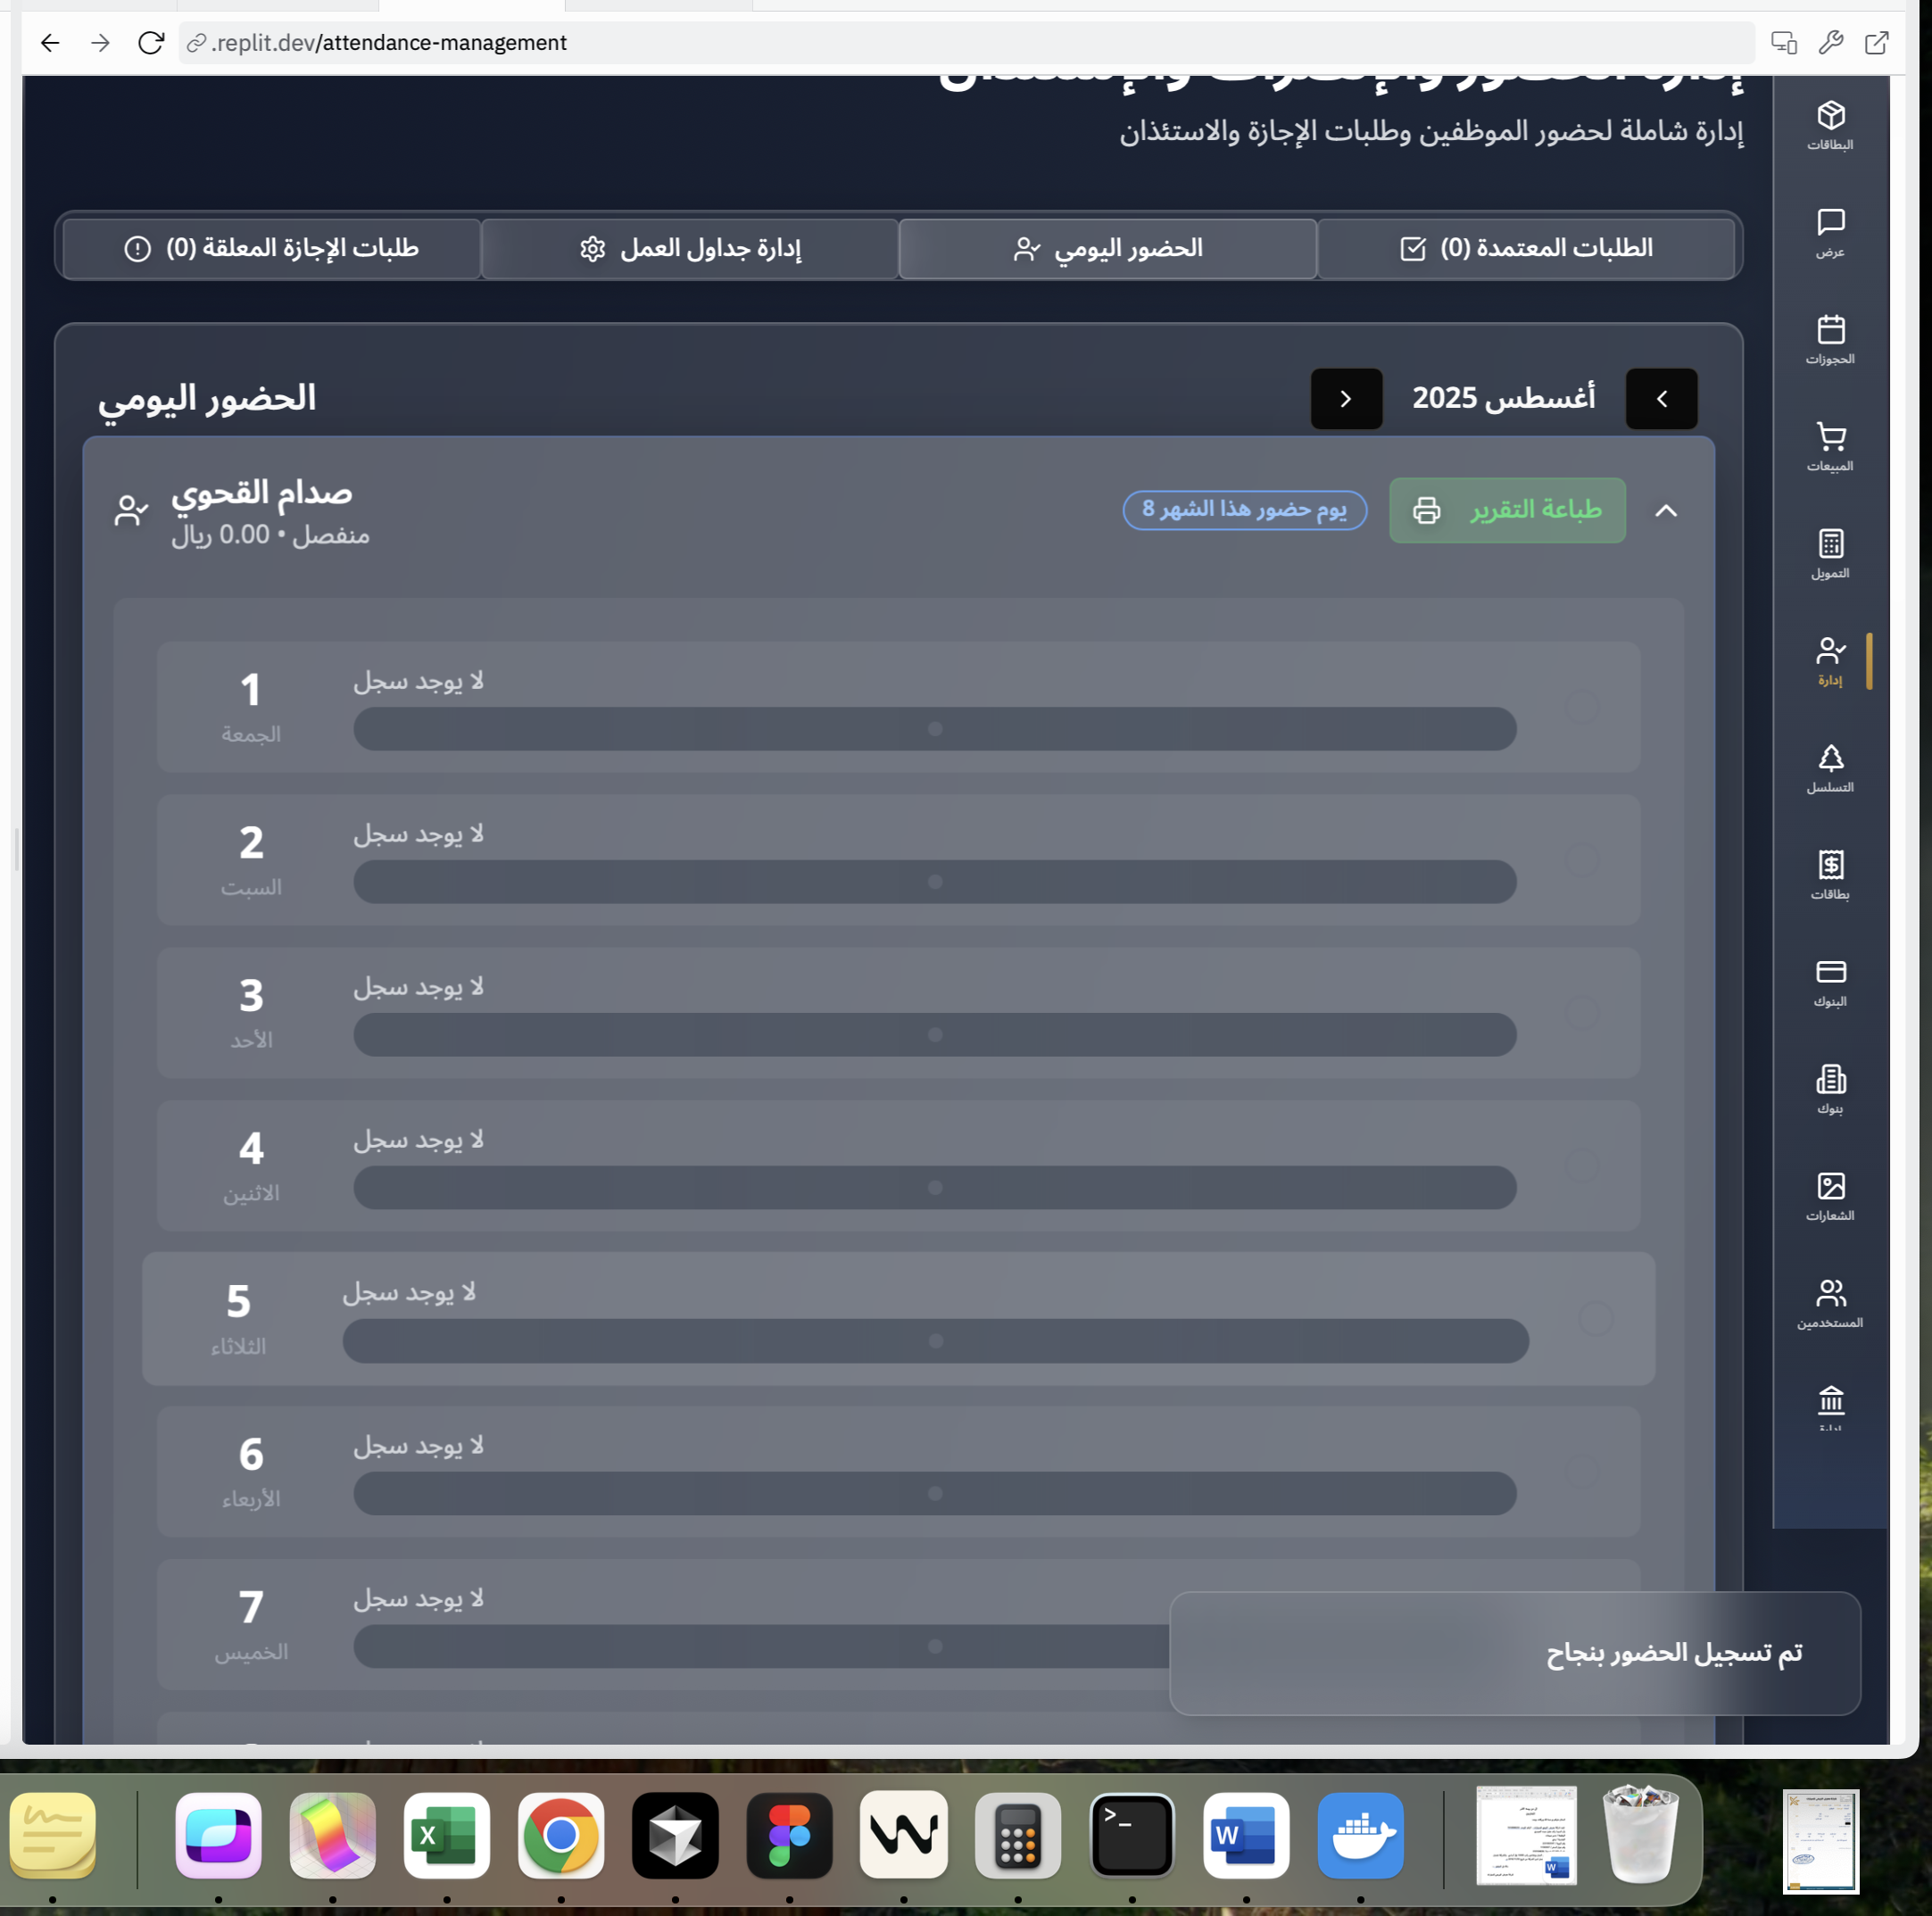 .replit.dev/attendance-management
إدارة شاملة لحضور الموظفين وطلبات الإجازة والاستئذان
الطلبات المعتمدة (0)
الحضور اليومي
إدارة جداول العمل
طلبات الإجازة المعلقة (0)
أغسطس 2025
الحضور اليومي
طباعة التقرير
يوم حضور هذا الشهر 8
صدام القحوي
منفصل • 0.00 ريال
1
الجمعة
لا يوجد سجل
2
السبت
لا يوجد سجل
3
الأحد
لا يوجد سجل
4
الاثنين
لا يوجد سجل
5
الثلاثاء
لا يوجد سجل
6
الأربعاء
لا يوجد سجل
7
الخميس
لا يوجد سجل
تم تسجيل الحضور بنجاح
البطاقات
عرض
الحجوزات
المبيعات
التمويل
إدارة
التسلسل
بطاقات
البنوك
بنوك
الشعارات
المستخدمين
X
W
>_